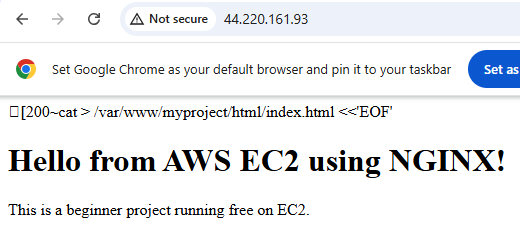 Not secure 44.220.161.93
Set Google Chrome as your default browser and pin it to your taskbar Set as
[200~cat > /var/www/myproject/html/index.html <<'EOF'
Hello from AWS EC2 using NGINX!
This is a beginner project running free on EC2.